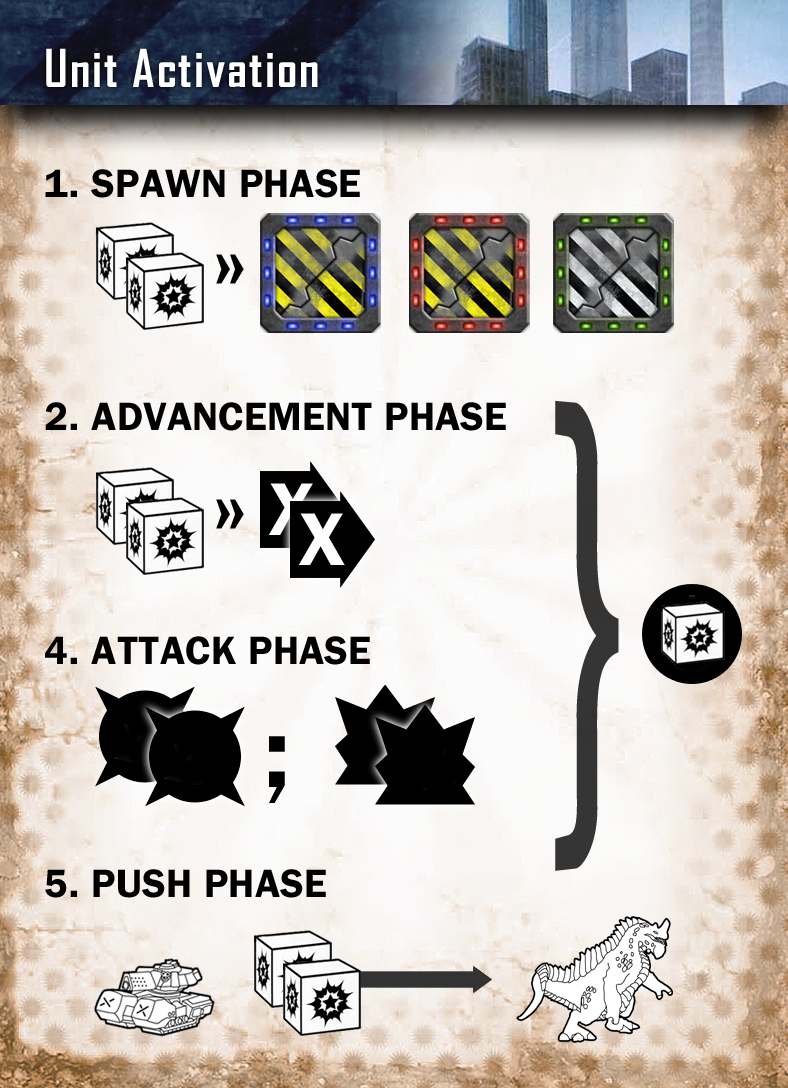 Unit Activation
1. SPAWN PHASE
»
2. ADVANCEMENT PHASE
» X X
4. ATTACK PHASE
;
5. PUSH PHASE